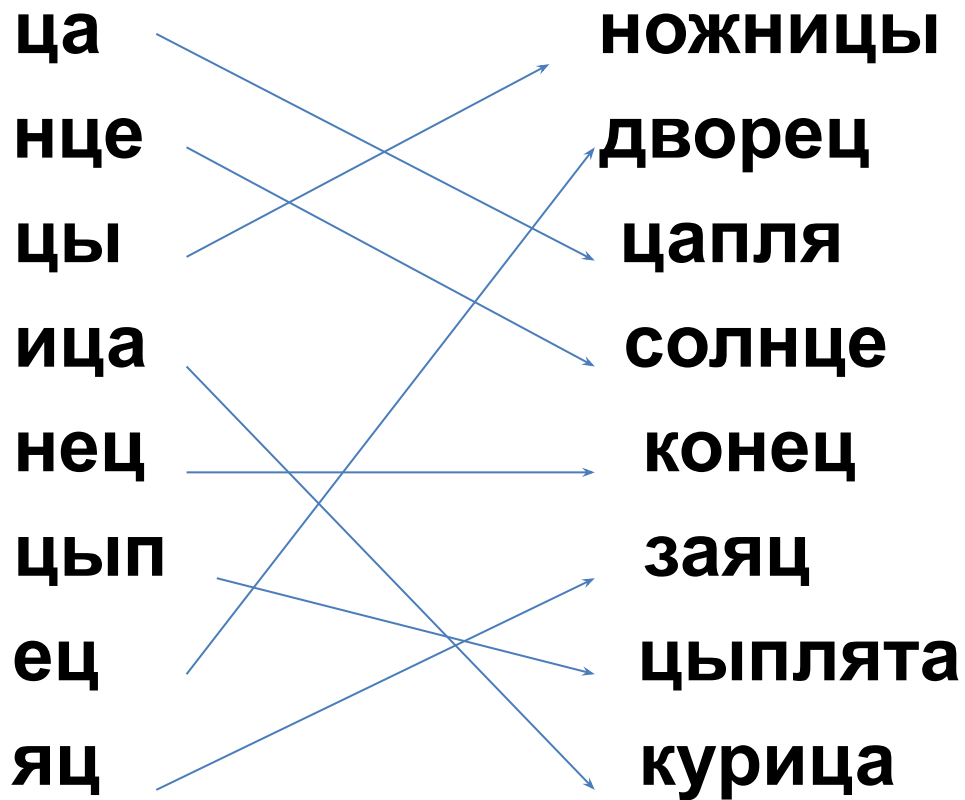 ца ножницы
нце дворец
цы цапля
ица солнце
нец конец
цып заяц
ец цыплята
яц курица